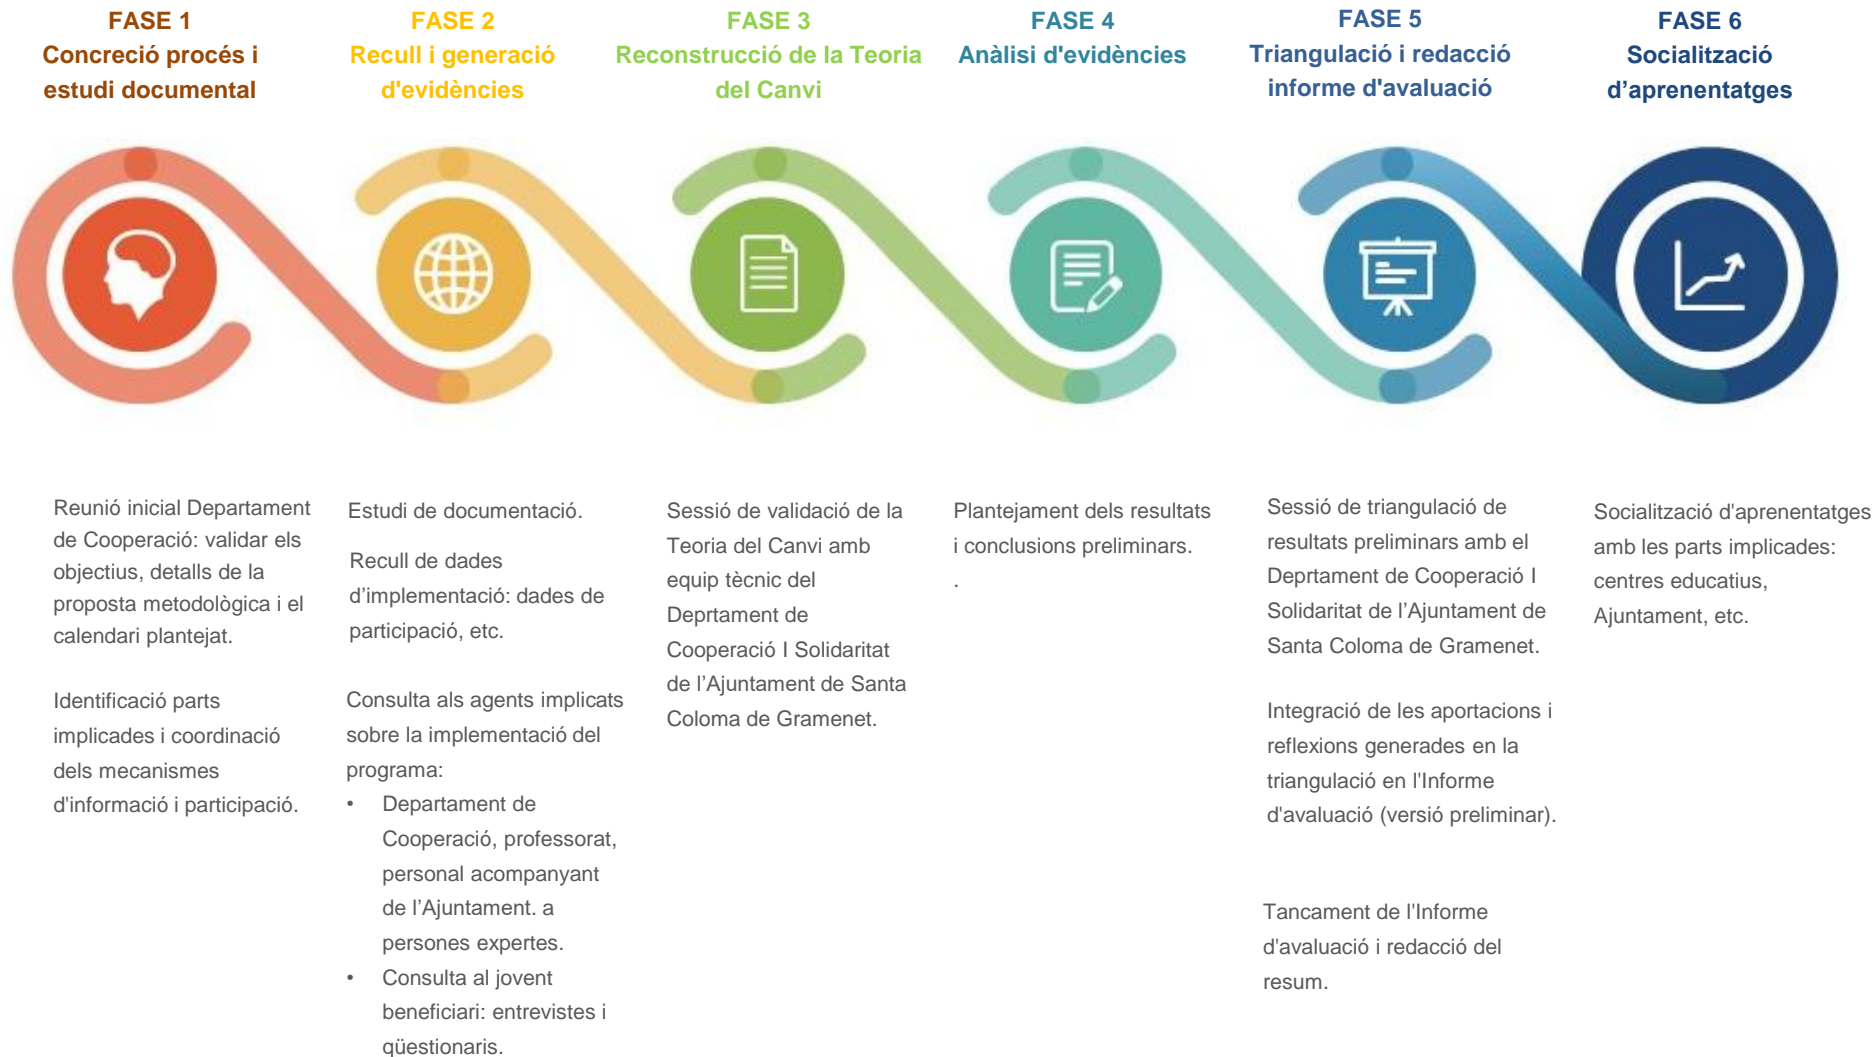 FASE 1
Concreció procés i
estudi documental
FASE 2
Recull i generació
d'evidències
FASE 3
Reconstrucció de la Teoria
del Canvi
FASE 4
Anàlisi d'evidències
FASE 5
Triangulació i redacció
informe d'avaluació
FASE 6
Socialització
d’aprenentatges
Reunió inicial Departament
de Cooperació: validar els
objectius, detalls de la
proposta metodològica i el
calendari plantejat.
Identificació parts
implicades i coordinació
dels mecanismes
d'informació i participació.
Estudi de documentació.
Recull de dades
d’implementació: dades de
participació, etc.
Consulta als agents implicats
sobre la implementació del
programa:
• Departament de
Cooperació, professorat,
personal acompanyant
de l’Ajuntament. a
persones expertes.
• Consulta al jovent
beneficiari: entrevistes i
qüestionaris.
Sessió de validació de la
Teoria del Canvi amb
equip tècnic del
Deprtament de
Cooperació I Solidaritat
de l’Ajuntament de Santa
Coloma de Gramenet.
Plantejament dels resultats
i conclusions preliminars.
.
Sessió de triangulació de
resultats preliminars amb el
Deprtament de Cooperació I
Solidaritat de l’Ajuntament de
Santa Coloma de Gramenet.
Integració de les aportacions i
reflexions generades en la
triangulació en l'Informe
d'avaluació (versió preliminar).
Tancament de l'Informe
d'avaluació i redacció del
resum.
Socialització d'aprenentatges
amb les parts implicades:
centres educatius,
Ajuntament, etc.